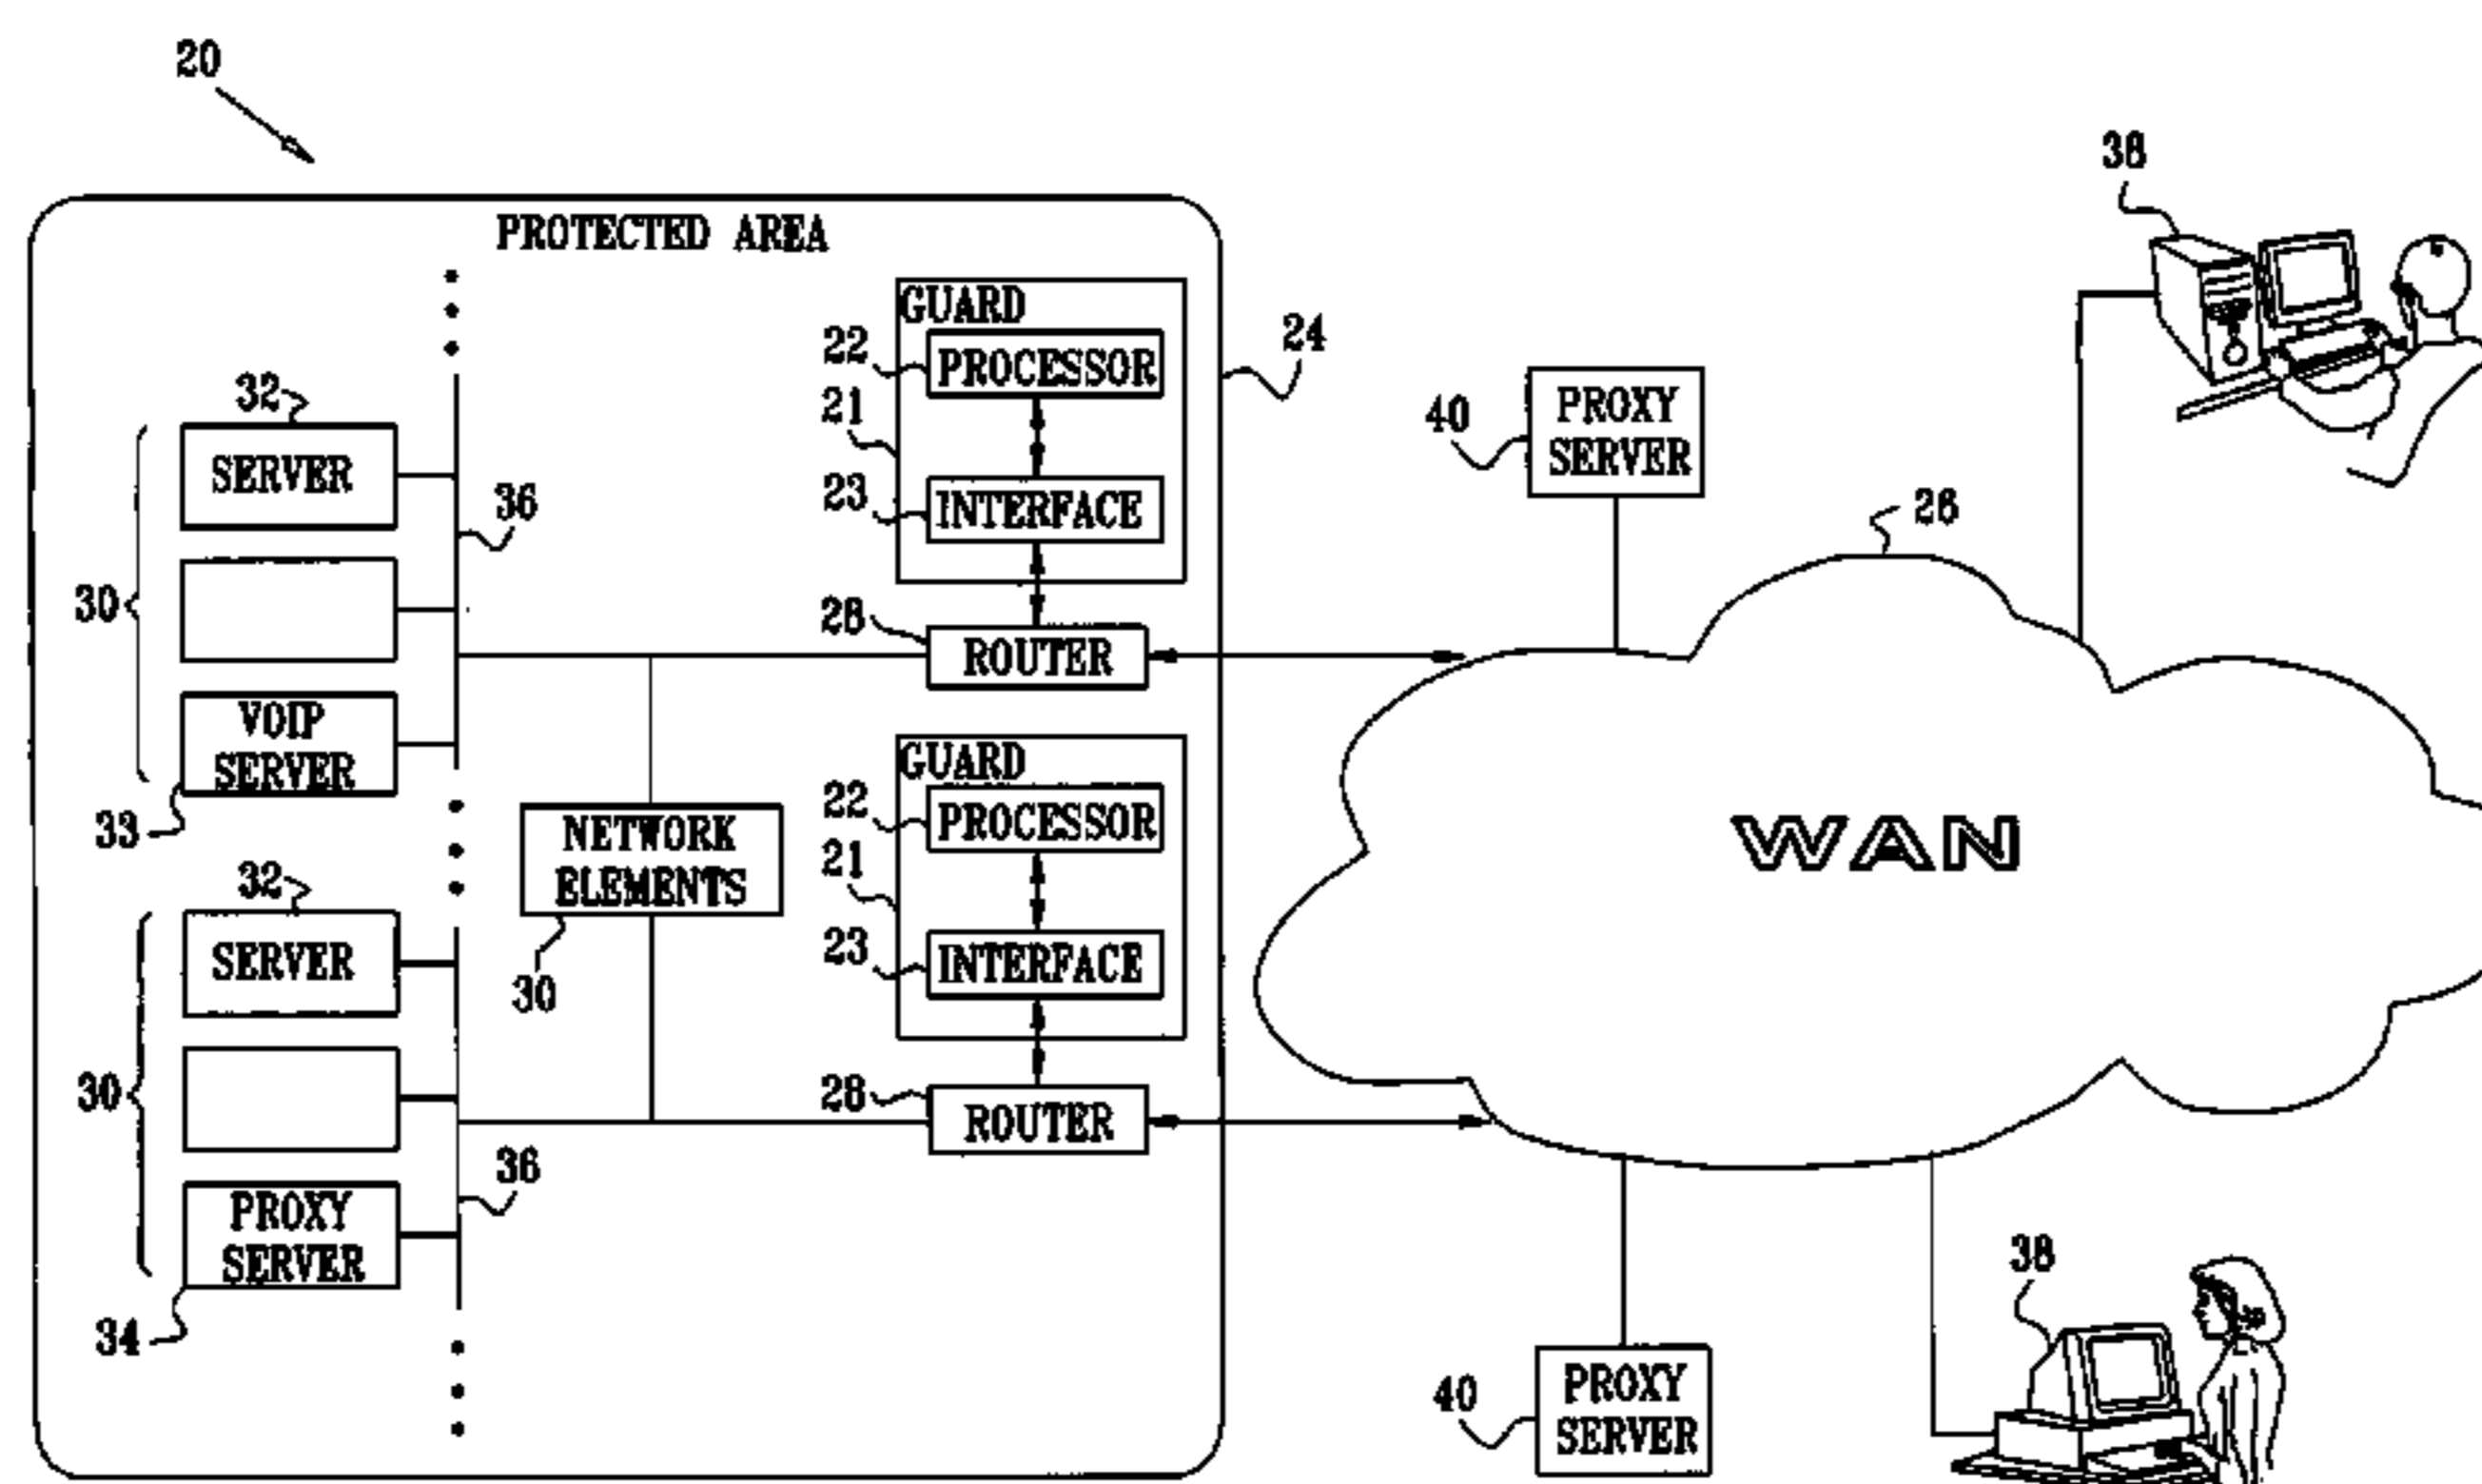 20
PROTECTED AREA
38
GUARD
22
PROCESSOR
24
21
23
INTERFACE
32
SERVER
36
30
40
PROXY
SERVER
26
28
ROUTER
VOIP
SERVER
33
GUARD
22
PROCESSOR
21
23
INTERFACE
NETWORK
ELEMENTS
30
WAN
32
SERVER
30
28
ROUTER
36
PROXY
SERVER
34
38
40
PROXY
SERVER